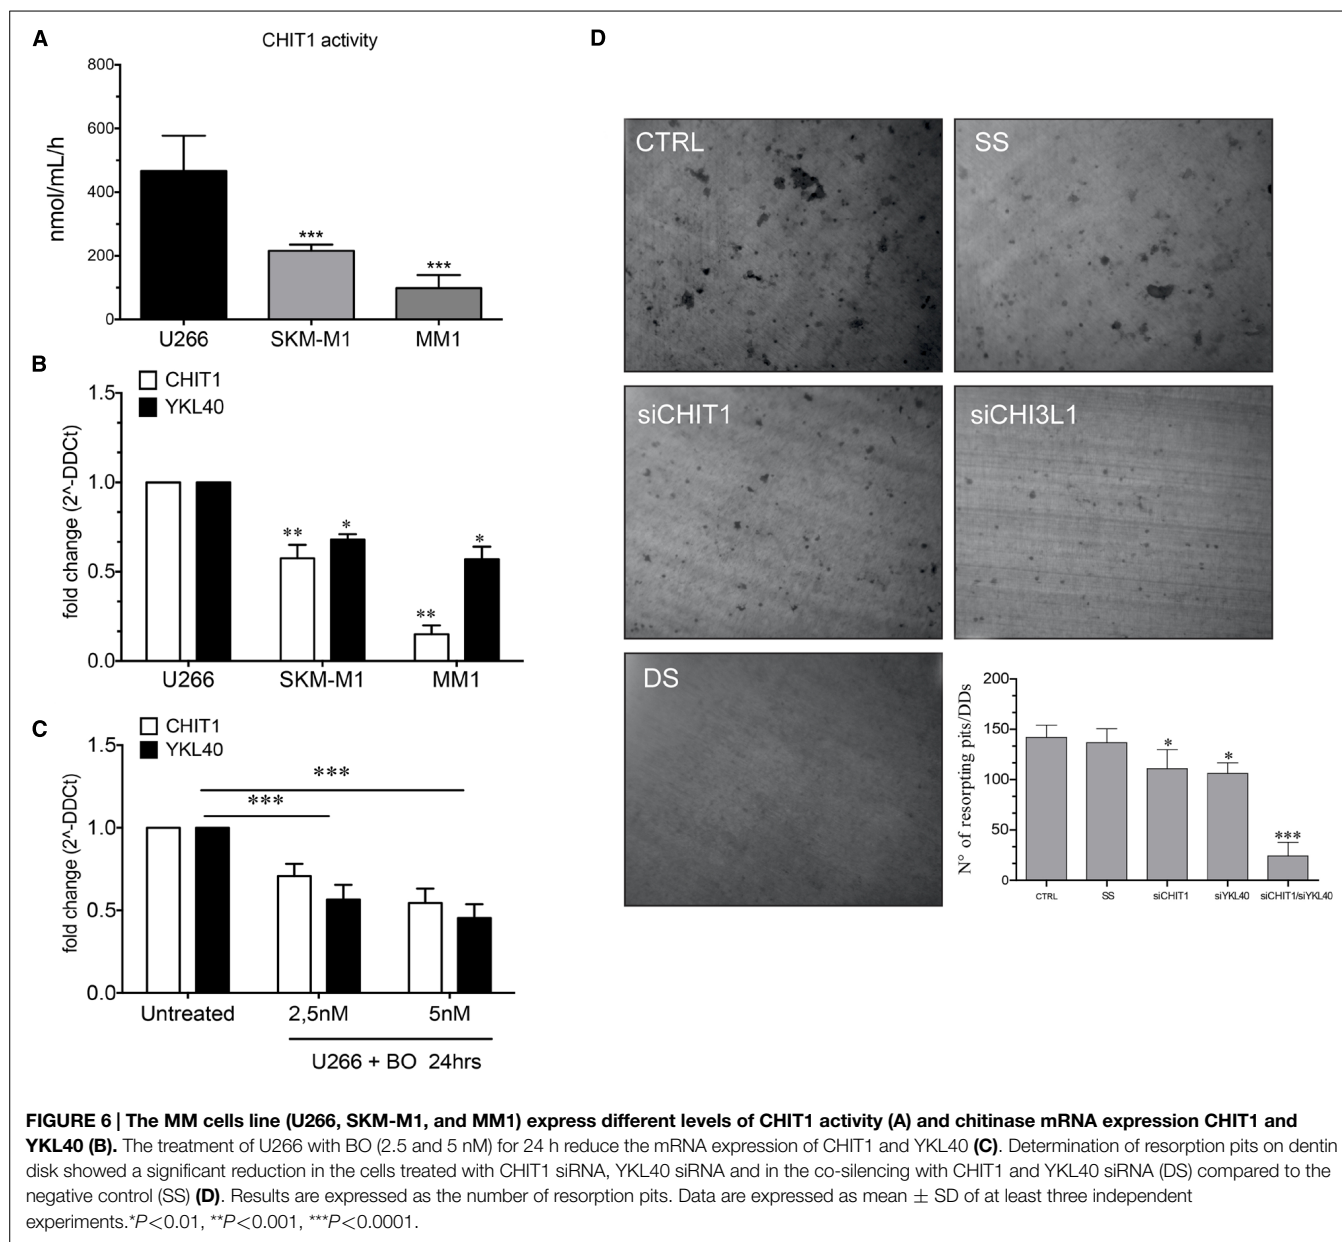 A
CHIT1 activity
nmol/mL/h
800
600
400
200
0
***
***
U266
SKM-M1
MM1
B
CHIT1
YKL40
fold change (2^-DDCt)
1.5
1.0
0.5
0.0
**
*
**
*
U266
SKM-M1
MM1
C
CHIT1
YKL40
fold change (2^-DDCt)
1.5
1.0
0.5
0.0
***
***
Untreated
2,5nM
5nM
U266 + BO 24hrs
D
CTRL
SS
siCHIT1
siCHI3L1
DS
N° of resorpting pits/DDs
200
150
100
50
0
*
*
***
CTRL
SS
siCHIT1
siYKL40
siCHIT1/siYKL40
FIGURE 6 | The MM cells line (U266, SKM-M1, and MM1) express different levels of CHIT1 activity (A) and chitinase mRNA expression CHIT1 and
YKL40 (B). The treatment of U266 with BO (2.5 and 5 nM) for 24 h reduce the mRNA expression of CHIT1 and YKL40 (C). Determination of resorption pits on dentin
disk showed a significant reduction in the cells treated with CHIT1 siRNA, YKL40 siRNA and in the co-silencing with CHIT1 and YKL40 siRNA (DS) compared to the
negative control (SS) (D). Results are expressed as the number of resorption pits. Data are expressed as mean ± SD of at least three independent
experiments.*P<0.01, **P<0.001, ***P<0.0001.